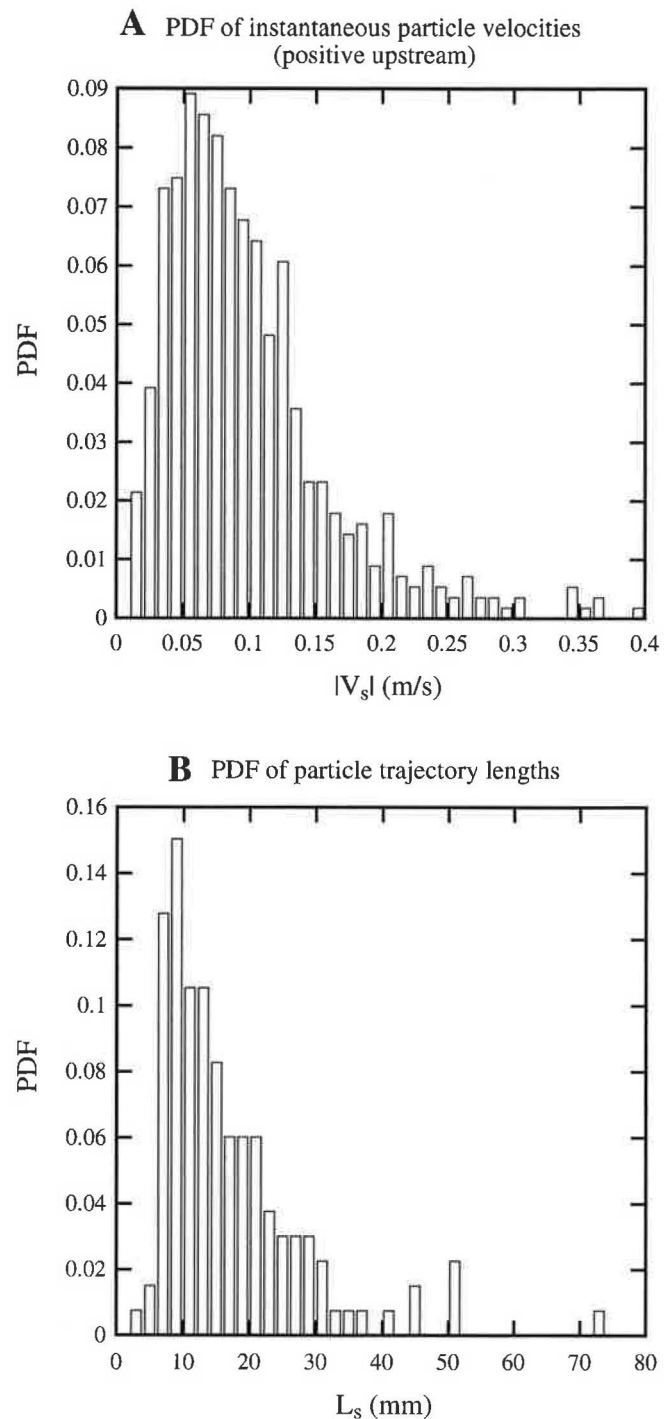 A PDF of instantaneous particle velocities
(positive upstream)
0.09
0.08
0.07
0.06
0.05
0.04
0.03
0.02
0.01
0
PDF
0 0.05 0.1 0.15 0.2 0.25 0.3 0.35 0.4
|Vs| (m/s)
B PDF of particle trajectory lengths
0.16
0.14
0.12
0.1
0.08
0.06
0.04
0.02
0
PDF
0 10 20 30 40 50 60 70 80
Ls (mm)